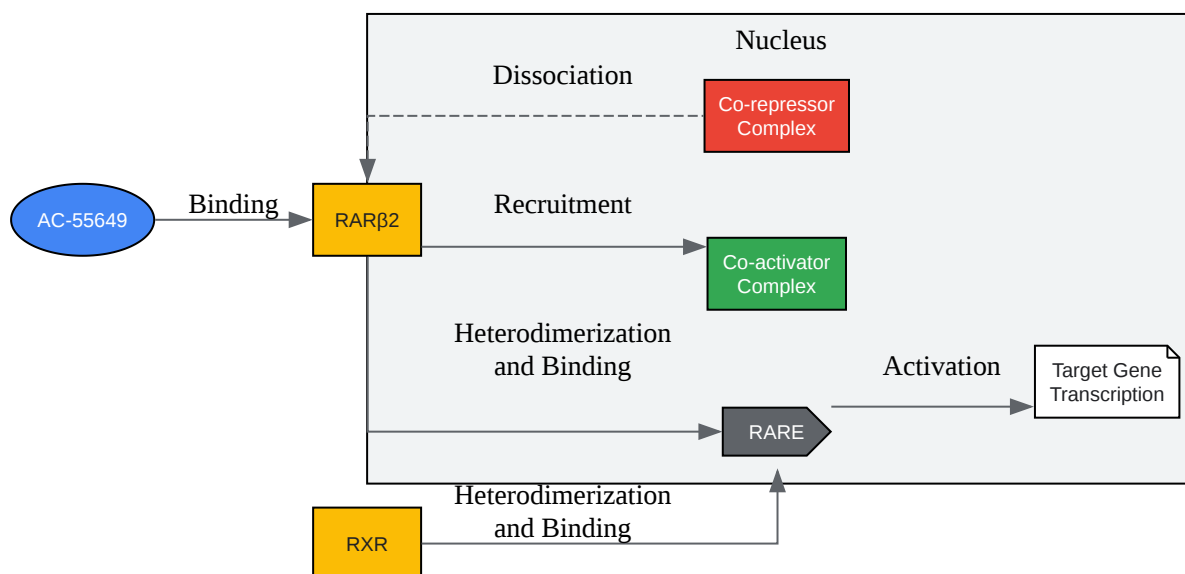 Nucleus
Dissociation
Co-repressor
Complex
AC-55649
Binding
RARβ2
Recruitment
Co-activator
Complex
Heterodimerization
and Binding
Activation
Target Gene
Transcription
RARE
Heterodimerization
and Binding
RXR